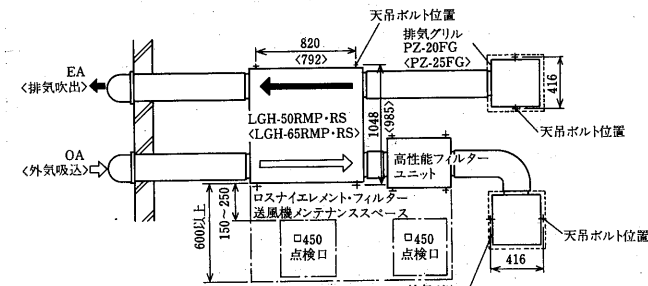 820
<792>
天吊ボルト位置
排気グリル
PZ-20FG
<PZ-25FG>
416
EA
<排気吹出>
LGH-50RMP・RS
<LGH-65RMP・RS>
1048
<985>
天吊ボルト位置
OA
<外気吸込>
高性能フィルター
ユニット
ロスナイエレメント・フィルター
送風機メンテナンススペース
600以上
150~250
□450
点検口
□450
点検口
天吊ボルト位置
416